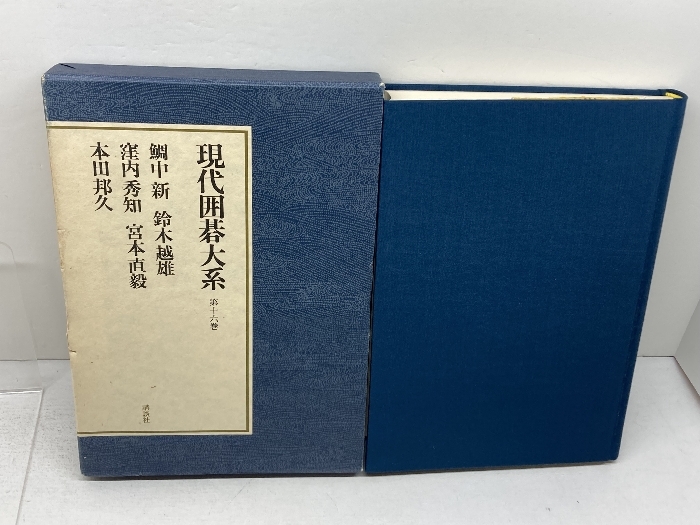 現代囲碁大系
第十六巻
鯛中 新 鈴木越雄
窪内秀知 宮本直毅
本田邦久
講談社